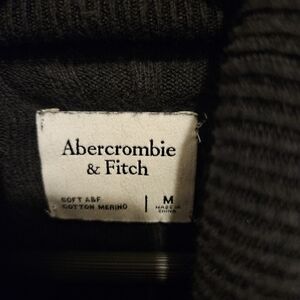 Abercrombie
& Fitch
SOFT A&F
COTTON MERINO
M
MADE IN
CHINA